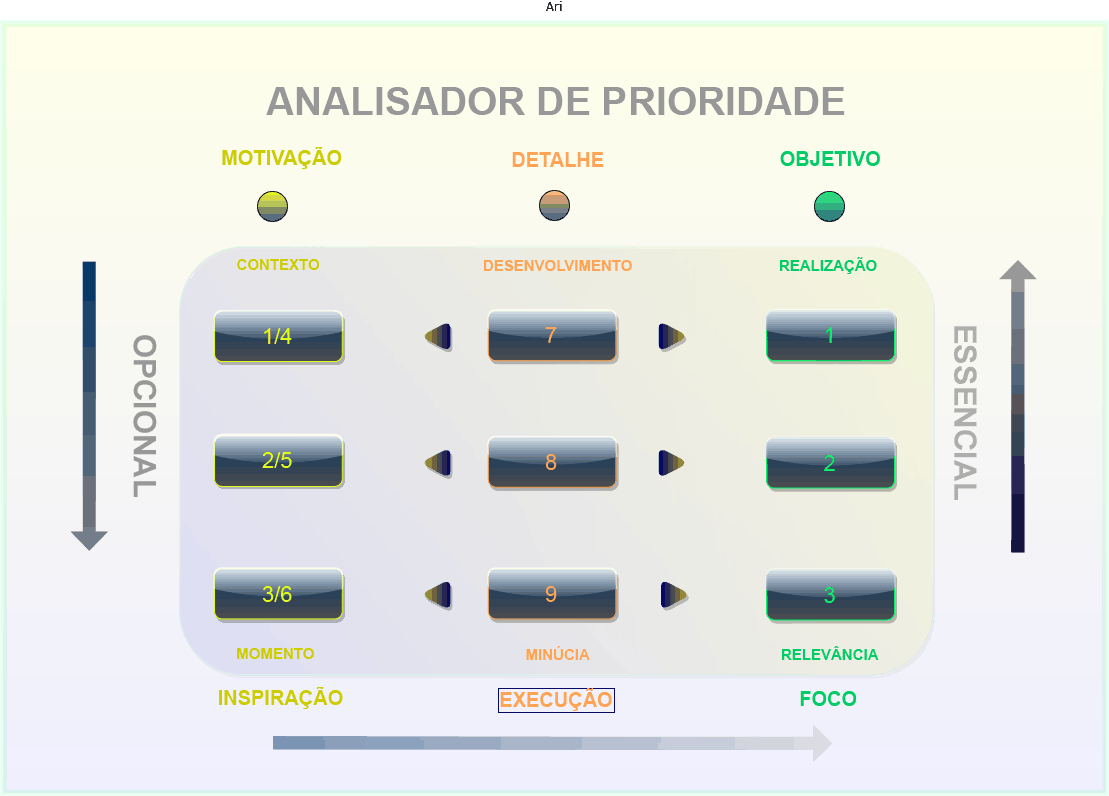 Ari
ANALISADOR DE PRIORIDADE
MOTIVAÇÃO DETALHE OBJETIVO
CONTEXTO DESENVOLVIMENTO REALIZAÇÃO
1/4 7 1
OPCIONAL
ESSENCIAL
2/5 8 2
3/6 9 3
MOMENTO MINÚCIA RELEVÂNCIA
INSPIRAÇÃO EXECUÇÃO FOCO